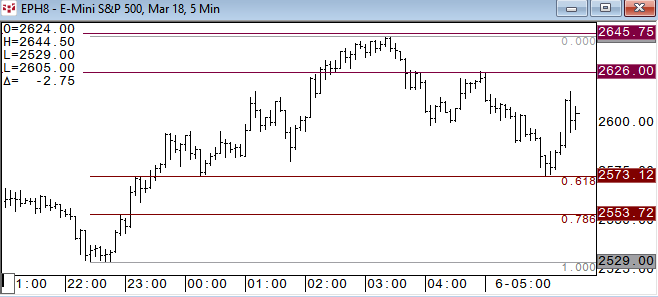 EPH8 - E-Mini S&P 500, Mar 18, 5 Min
O=2624.00
H=2644.50
L=2529.00
L=2605.00
Δ= -2.75
2645.75
0.000
2626.00
2600.00
2573.12
0.618
2553.72
0.786
2529.00
1.000
1:00 22:00 23:00 00:00 01:00 02:00 03:00 04:00 6-05:00